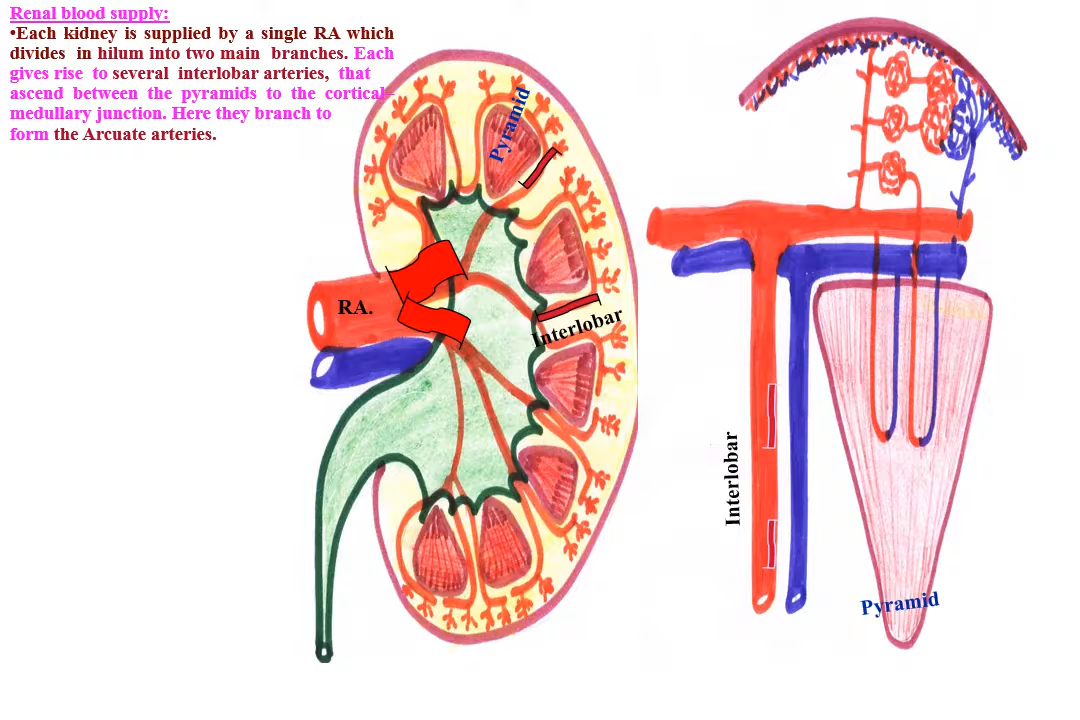 Renal blood supply:
•Each kidney is supplied by a single RA which
divides in hilum into two main branches. Each
gives rise to several interlobar arteries, that
ascend between the pyramids to the cortical-
medullary junction. Here they branch to
form the Arcuate arteries.
Pyramid
RA.
Interlobar
Interlobar
Pyramid